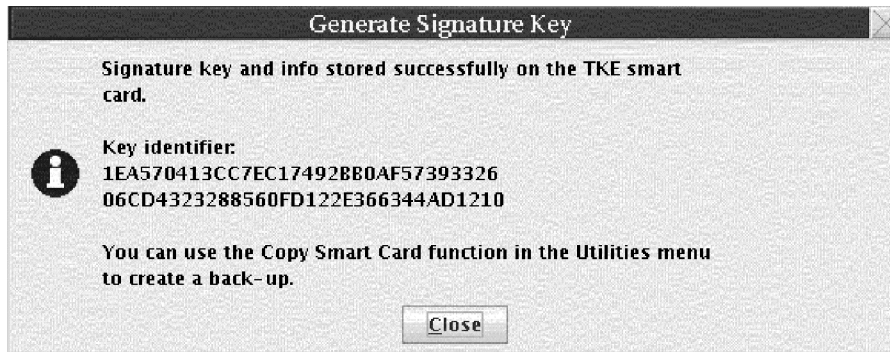 Generate Signature Key
Signature key and info stored successfully on the TKE smart
card.
Key identifier:
1EA570413CC7EC17492BB0AF57393326
06CD4323288560FD122E366344AD1210
You can use the Copy Smart Card function in the Utilities menu
to create a back-up.
Close